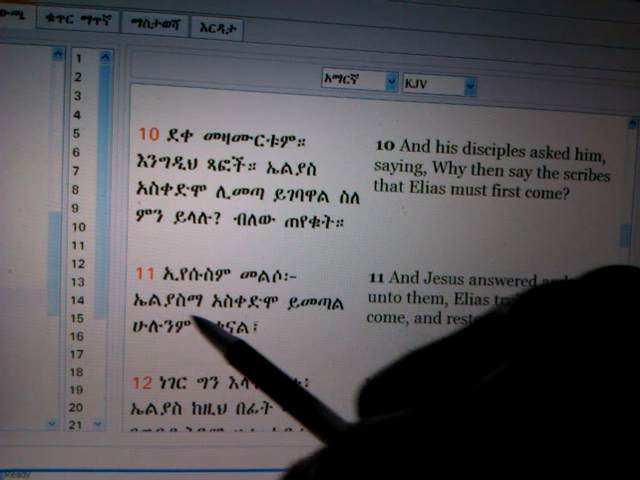 ቁጥር ማጥኛ
ማስታወሻ
እርዳታ
አማርኛ
KJV
1
2
3
4
5
6
7
8
9
10
11
12
13
14
15
16
17
18
19
20
21
10 ደቀ መዛሙርቱም።
እንግዲህ ጻፎች። ኤልያስ
አስቀድሞ ሊመጣ ይገባዋል ስለ
ምን ይላሉ? ብለው ጠየቁት።
11 ኢየሱስም መልሶ፦
ኤልያስማ አስቀድሞ ይመጣል
ሁሉንም
12 ነገር ግን
ኤልያስ ከዚህ በፊት
10 And his disciples asked him,
saying, Why then say the scribes
that Elias must first come?
11 And Jesus answered
unto them, Elias
come, and
Ready